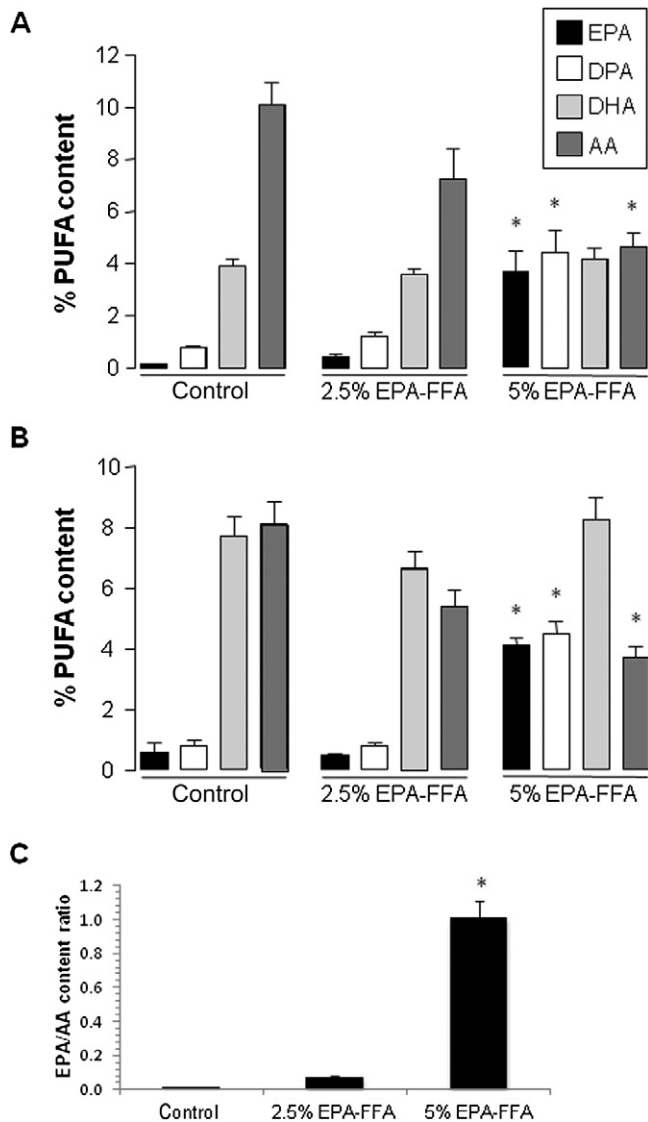 A
EPA
DPA
DHA
AA
% PUFA content
12
10
8
6
4
2
0
* * *
Control 2.5% EPA-FFA 5% EPA-FFA
B
% PUFA content
10
8
6
4
2
0
* * *
Control 2.5% EPA-FFA 5% EPA-FFA
C
EPA/AA content ratio
1.2
1.0
0.8
0.6
0.4
0.2
0.0
*
Control 2.5% EPA-FFA 5% EPA-FFA